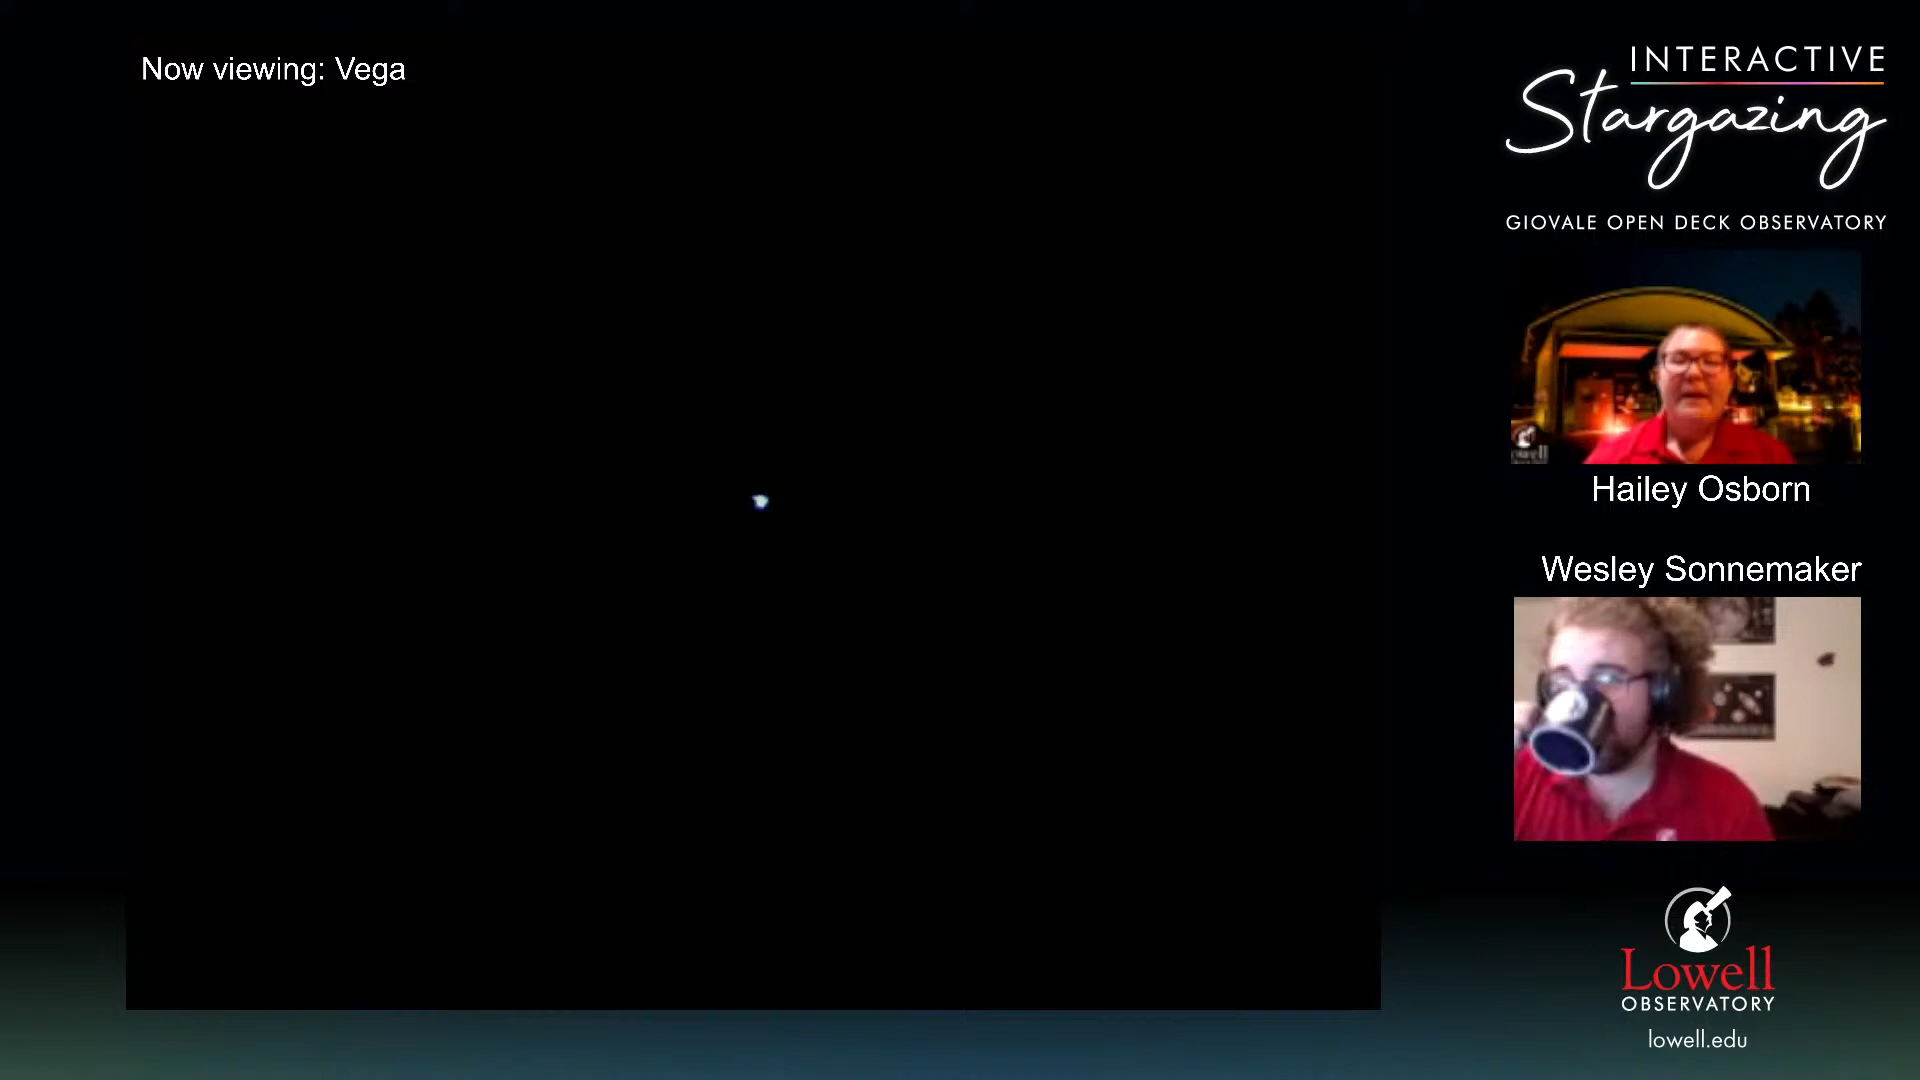 Now viewing: Vega
INTERACTIVE
Stargazing
GIOVALE OPEN DECK OBSERVATORY
Hailey Osborn
Wesley Sonnemaker
Lowell
OBSERVATORY
lowell.edu